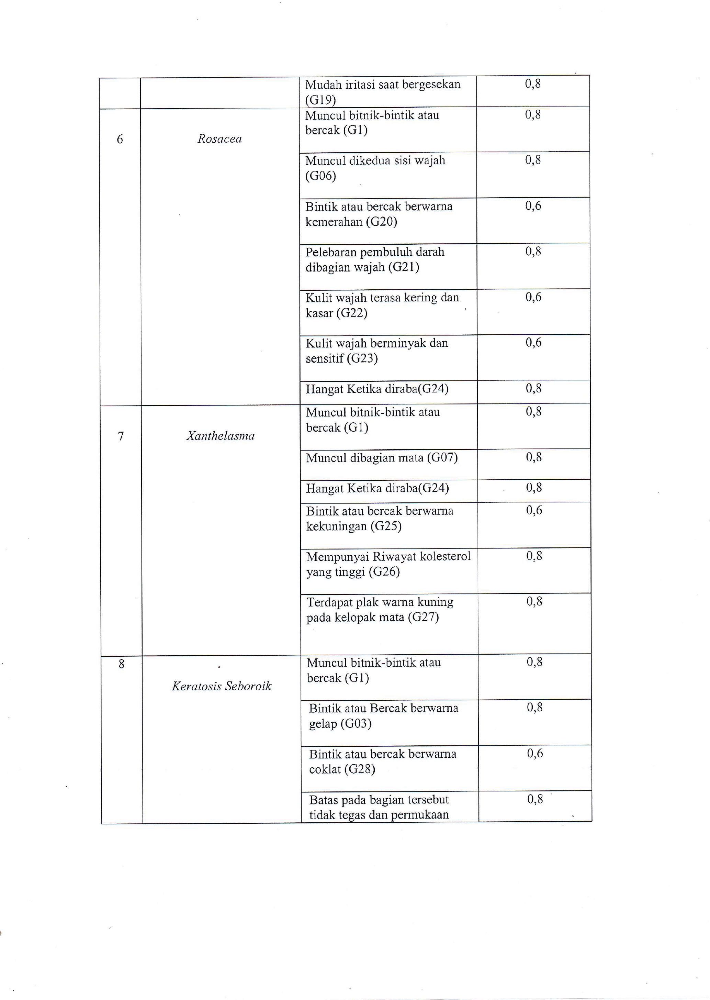 Mudah iritasi saat bergesekan 0,8
(G19)
Muncul bitnik-bintik atau 0,8
bercak (G1)
6 Rosacea
Muncul dikedua sisi wajah 0,8
(G06)
Bintik atau bercak berwarna 0,6
kemerahan (G20)
Pelebaran pembuluh darah 0,8
dibagian wajah (G21)
Kulit wajah terasa kering dan 0,6
kasar (G22)
Kulit wajah berminyak dan 0,6
sensitif (G23)
Hangat Ketika diraba(G24) 0,8
Muncul bitnik-bintik atau 0,8
bercak (G1)
7 Xanthelasma
Muncul dibagian mata (G07) 0,8
Hangat Ketika diraba(G24) 0,8
Bintik atau bercak berwarna 0,6
kekuningan (G25)
Mempunyai Riwayat kolesterol 0,8
yang tinggi (G26)
Terdapat plak warna kuning 0,8
pada kelopak mata (G27)
8 Muncul bitnik-bintik atau 0,8
bercak (G1)
Keratosis Seboroik
Bintik atau Bercak berwarna 0,8
gelap (G03)
Bintik atau bercak berwarna 0,6
coklat (G28)
Batas pada bagian tersebut 0,8
tidak tegas dan permukaan